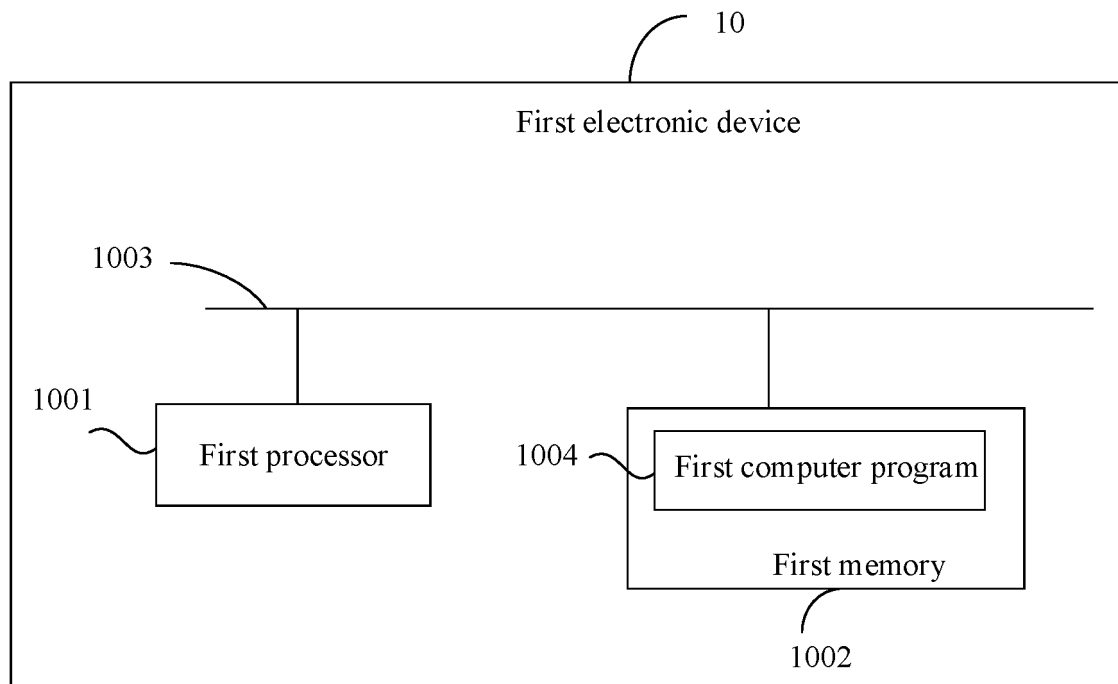 10
First electronic device
1003
1001
First processor
1004
First computer program
First memory
1002